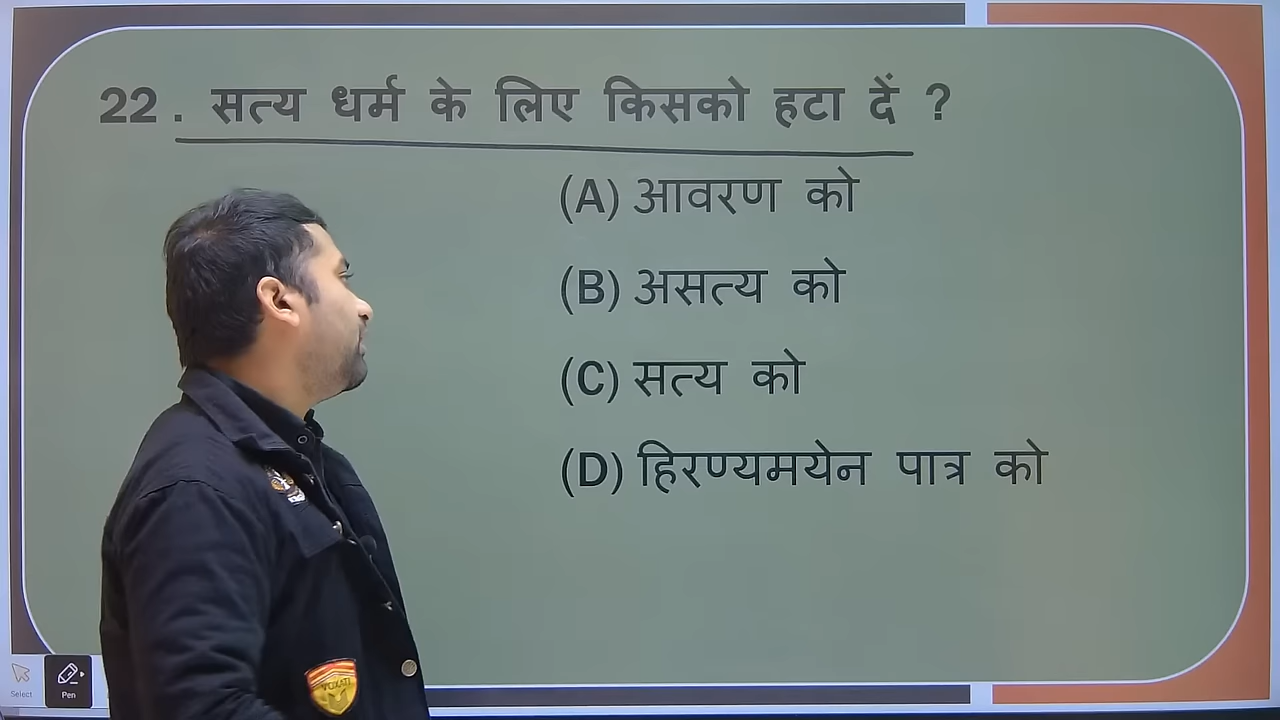 22 . सत्य धर्म के लिए किसको हटा दें ?
(A) आवरण को
(B) असत्य को
(C) सत्य को
(D) हिरण्यमयेन पात्र को
Select
Pen